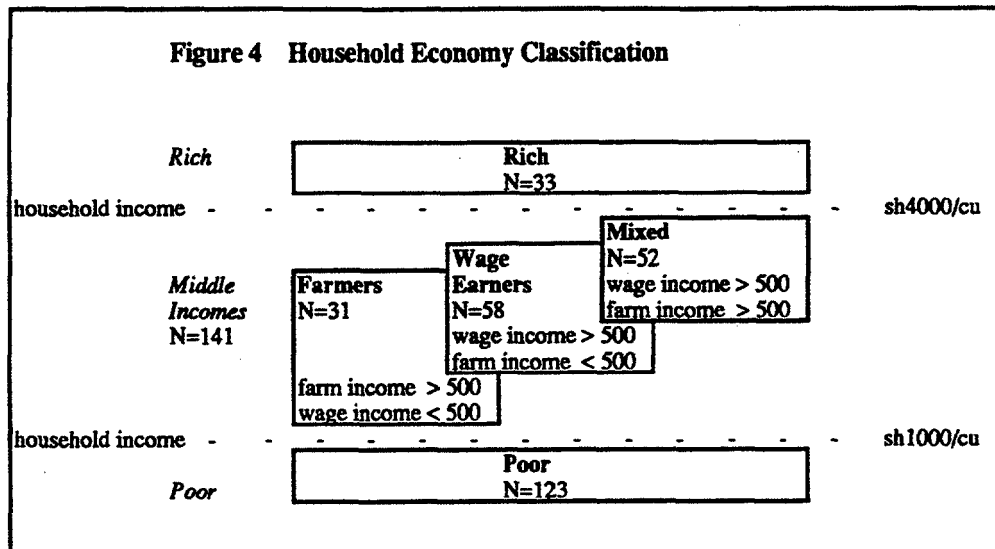 Figure 4 Household Economy Classification
Rich
Rich
N=33
household income - - - - - - - - - - - - - sh4000/cu
Middle
Incomes
N=141
Farmers
N=31
farm income > 500
wage income < 500
Wage
Earners
N=58
wage income > 500
farm income < 500
Mixed
N=52
wage income > 500
farm income > 500
household income - - - - - - - - - - - - - sh1000/cu
Poor
Poor
N=123